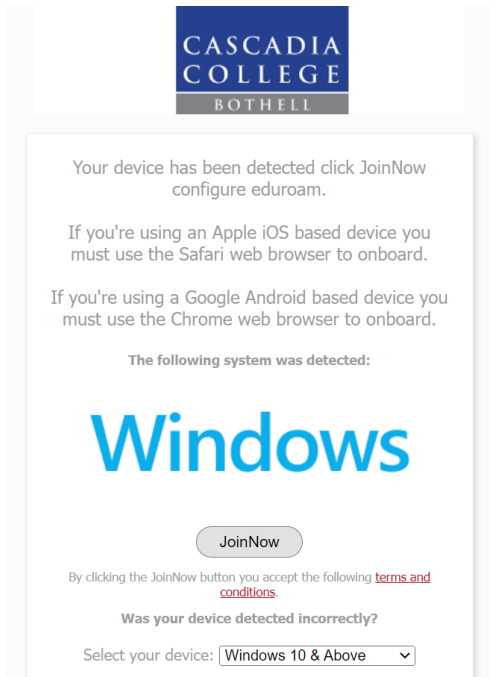 CASCADIA
COLLEGE
BOTHELL
Your device has been detected click JoinNow
configure eduroam.
If you're using an Apple iOS based device you
must use the Safari web browser to onboard.
If you're using a Google Android based device you
must use the Chrome web browser to onboard.
The following system was detected:
Windows
JoinNow
By clicking the JoinNow button you accept the following terms and
conditions.
Was your device detected incorrectly?
Select your device: Windows 10 & Above